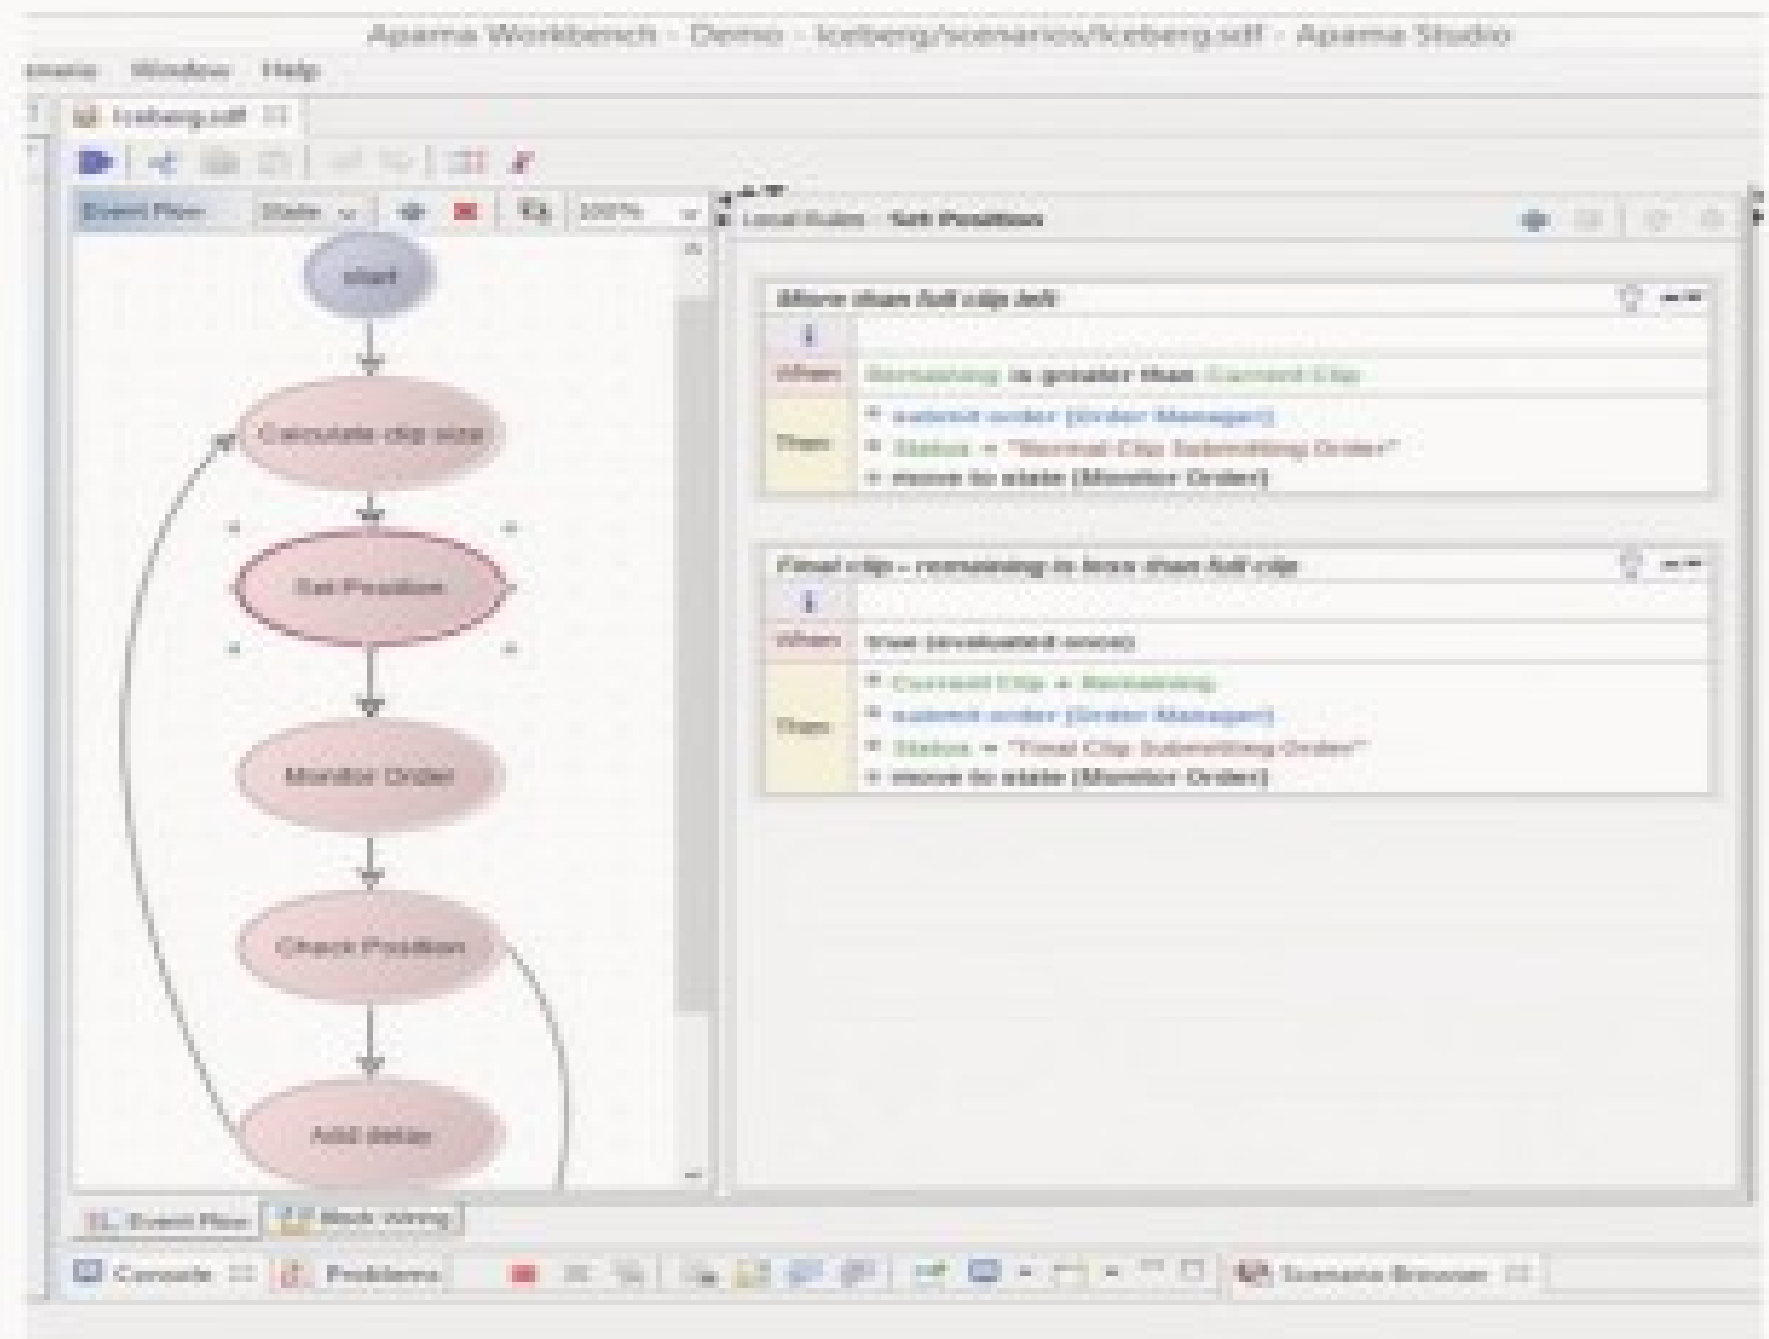 Apama Workbench - Demo - Iceberg/scenarios/Iceberg.sdf - Apama Studio
enario Window Help
Iceberg.sdf
Event Flow State 100%
Local Rules - Set Position
start
Calculate clip size
Set Position
Monitor Order
Check Position
Add delay
More than full clip left
i
When Remaining is greater than Current Clip
Then
* submit order (Order Manager)
* Status = "Normal Clip Submitting Order"
+ move to state (Monitor Order)
Final clip - remaining is less than full clip
i
When true (evaluated once)
Then
* Current Clip = Remaining
* submit order (Order Manager)
* Status = "Final Clip Submitting Order"
+ move to state (Monitor Order)
Event Flow Block Wiring
Console Problems Scenario Browser